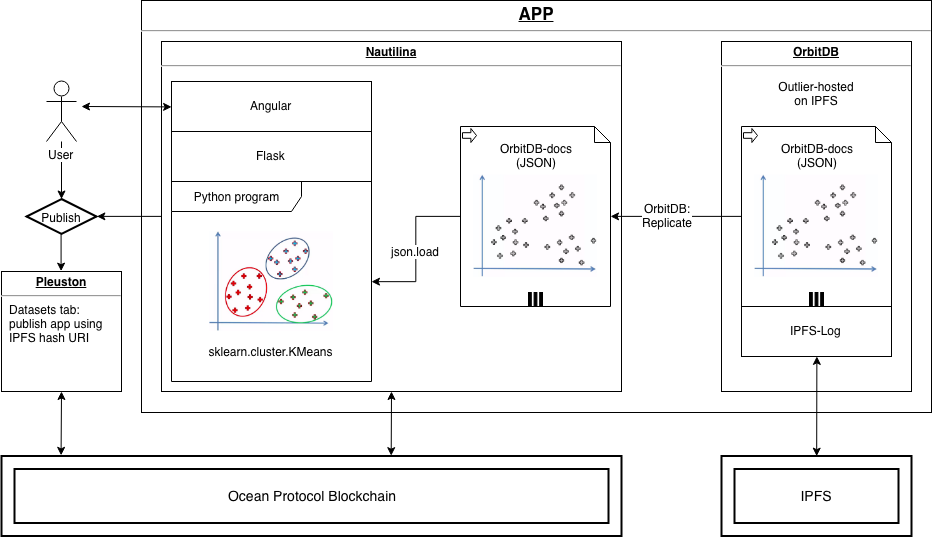 APP
Nautilina
OrbitDB
Outlier-hosted
on IPFS
Angular
Flask
Python program
sklearn.cluster.KMeans
json.load
OrbitDB-docs
(JSON)
OrbitDB:
Replicate
OrbitDB-docs
(JSON)
IPFS-Log
User
Publish
Pleuston
Datasets tab:
publish app using
IPFS hash URI
Ocean Protocol Blockchain
IPFS